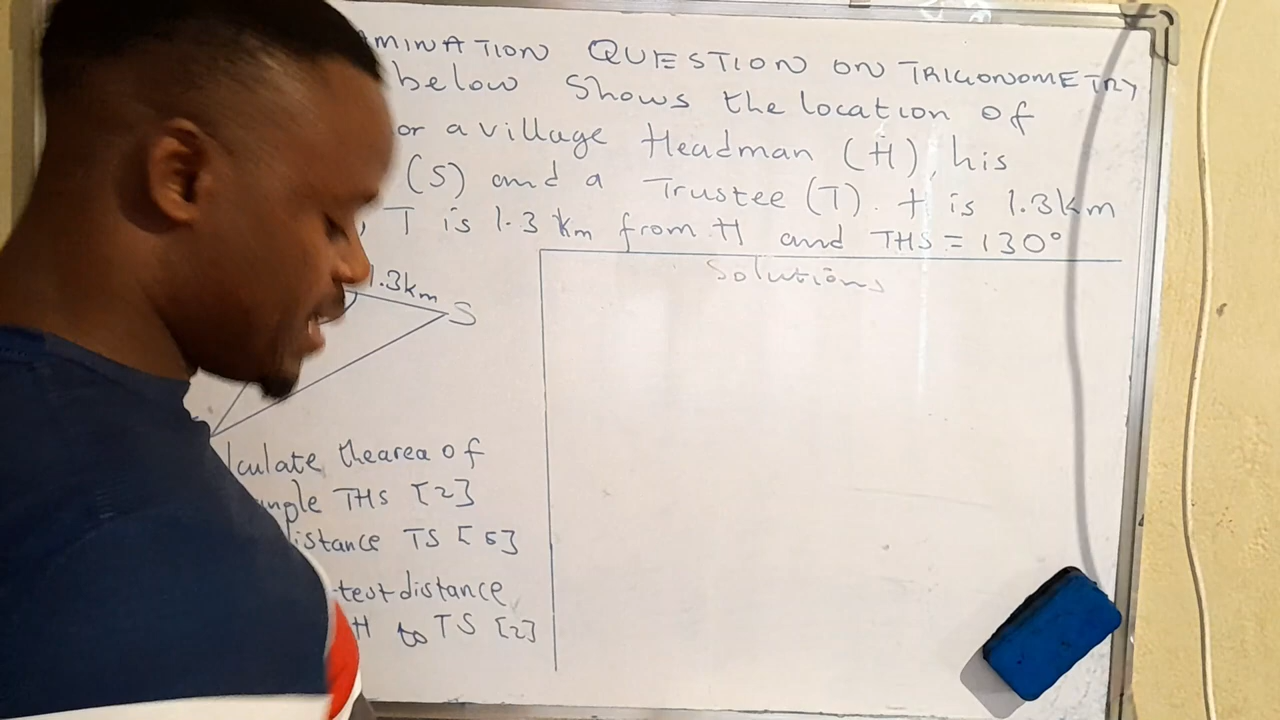 MINATION QUESTION ON TRIGONOMETRY
below shows the location of
or a village Headman (H), his
(S) and a Trustee (T). H is 1.3km
, T is 1.3 km from H and THS = 130°
Solutions
1.3km
S
lculate the area of
angle THS [2]
istance TS [5]
test distance
H to TS [2]